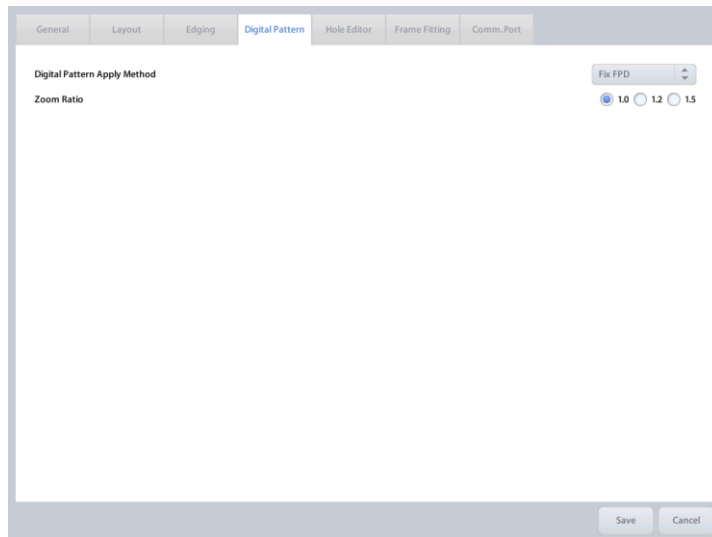 General Layout Edging Digital Pattern Hole Editor Frame Fitting Comm. Port
Digital Pattern Apply Method Fix FPD
Zoom Ratio 1.0 1.2 1.5
Save Cancel